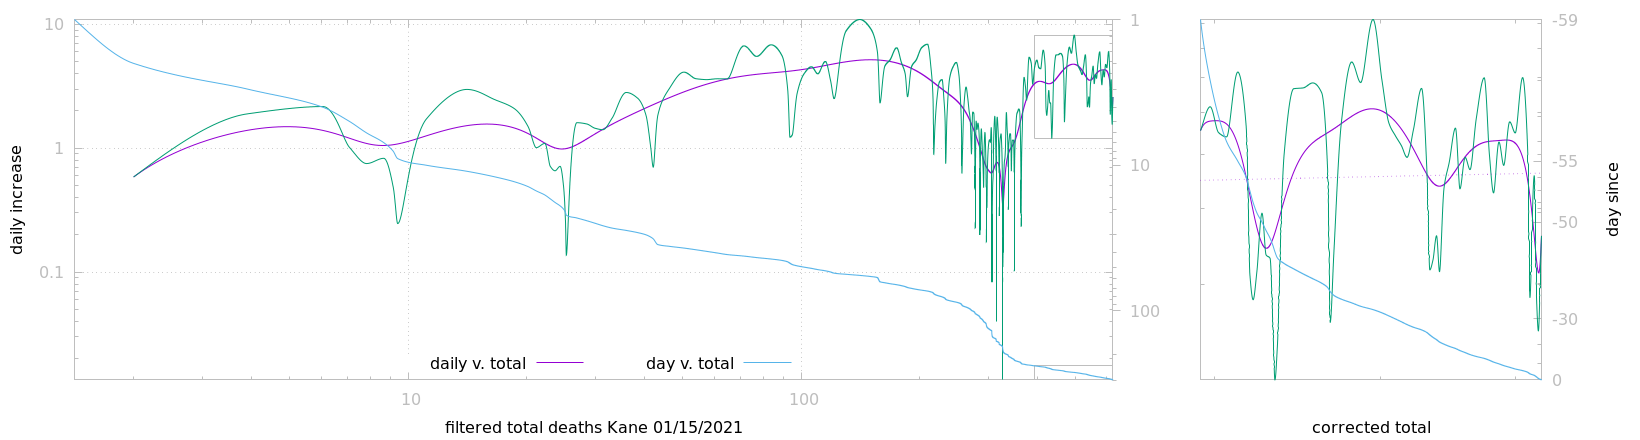 10
1
0.1
daily increase
10
100
1
10
100
daily v. total
day v. total
filtered total deaths Kane 01/15/2021
-59
-55
-50
-30
0
day since
corrected total